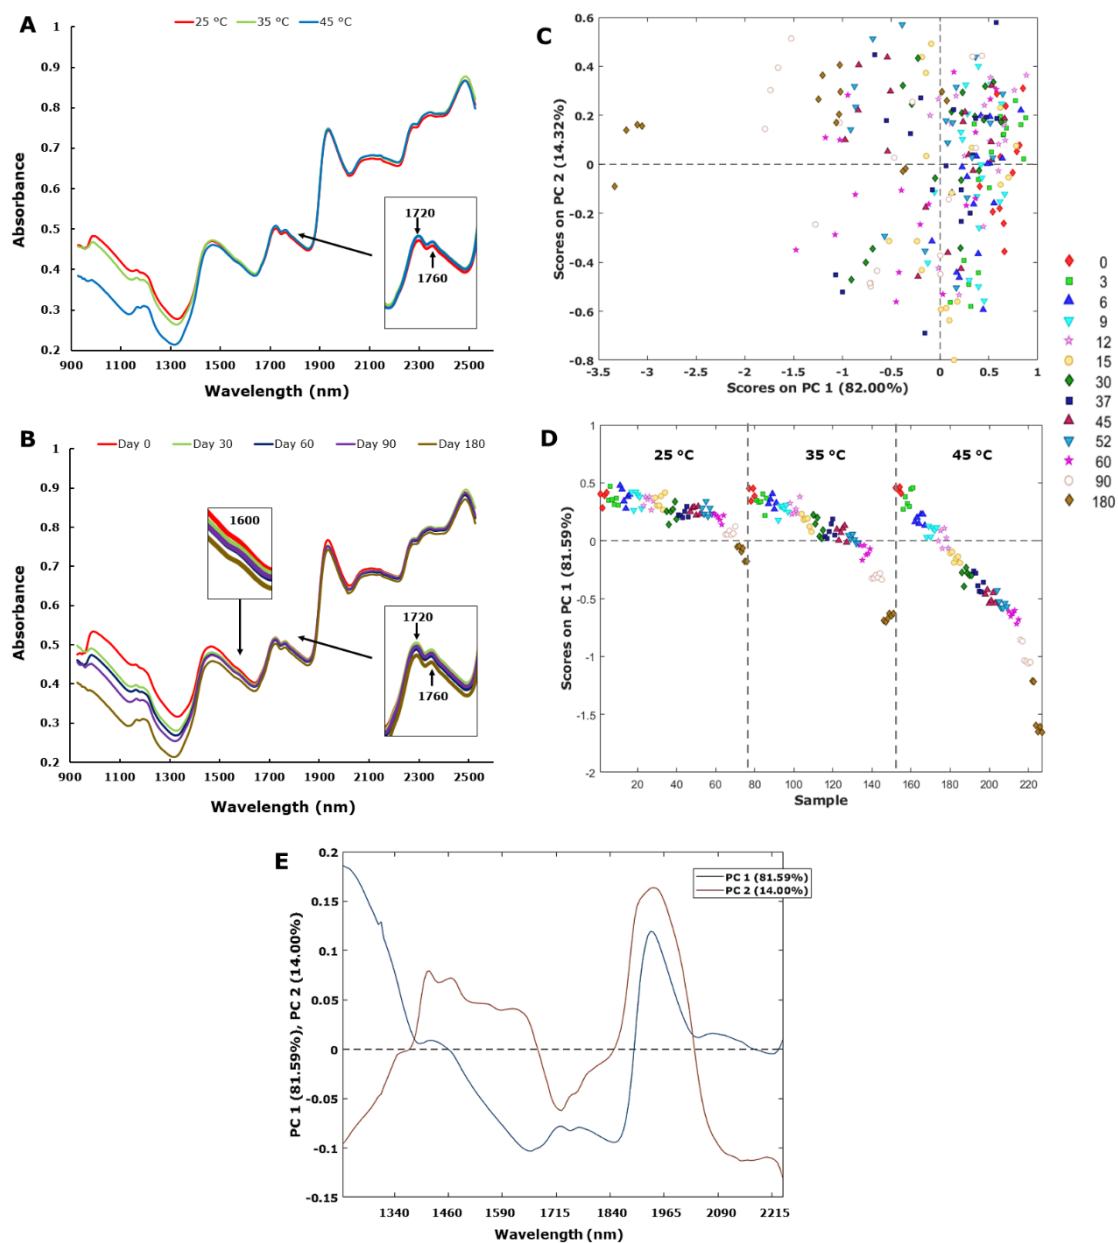 A
25 °C 35 °C 45 °C
1
0.9
0.8
0.7
0.6
0.5
0.4
0.3
0.2
Absorbance
1720
1760
900 1100 1300 1500 1700 1900 2100 2300 2500
Wavelength (nm)
C
0.6
0.4
0.2
0
-0.2
-0.4
-0.6
-0.8
Scores on PC 2 (14.32%)
-3.5 -3 -2.5 -2 -1.5 -1 -0.5 0 0.5 1
Scores on PC 1 (82.00%)
0
3
6
9
12
15
30
37
45
52
60
90
180
B
Day 0 Day 30 Day 60 Day 90 Day 180
1
0.9
0.8
0.7
0.6
0.5
0.4
0.3
0.2
Absorbance
1600
1720
1760
900 1100 1300 1500 1700 1900 2100 2300 2500
Wavelength (nm)
D
25 °C 35 °C 45 °C
1
0.5
0
-0.5
-1
-1.5
-2
Scores on PC 1 (81.59%)
20 40 60 80 100 120 140 160 180 200 220
Sample
E
0.2
0.15
0.1
0.05
0
-0.05
-0.1
-0.15
PC 1 (81.59%), PC 2 (14.00%)
PC 1 (81.59%)
PC 2 (14.00%)
1340 1460 1590 1715 1840 1965 2090 2215
Wavelength (nm)